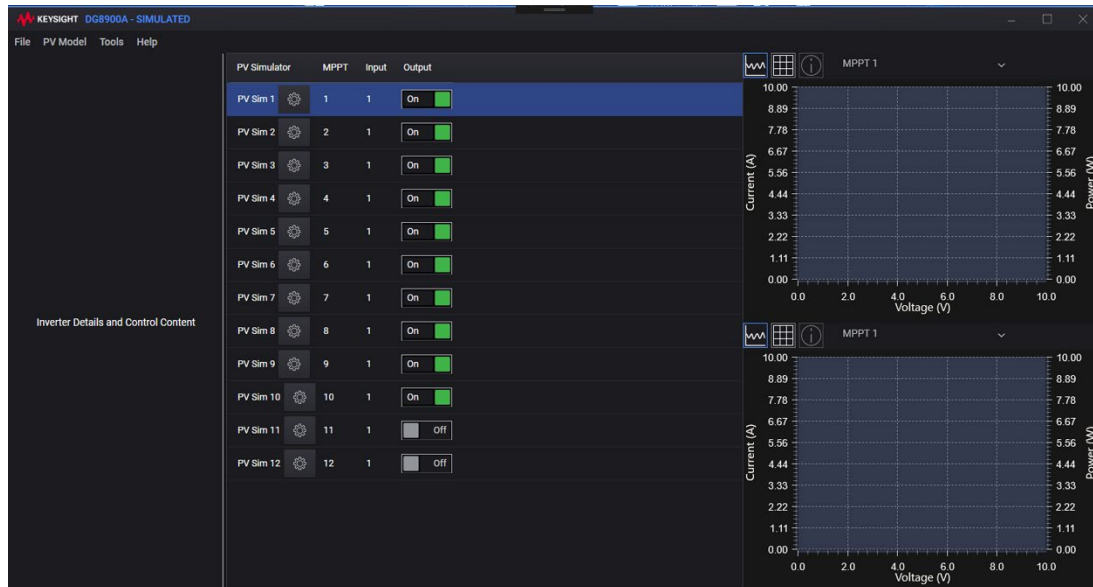 KEYSIGHT DG8900A - SIMULATED
File PV Model Tools Help
Inverter Details and Control Content
PV Simulator MPPT Input Output
PV Sim 1 1 1 On
PV Sim 2 2 1 On
PV Sim 3 3 1 On
PV Sim 4 4 1 On
PV Sim 5 5 1 On
PV Sim 6 6 1 On
PV Sim 7 7 1 On
PV Sim 8 8 1 On
PV Sim 9 9 1 On
PV Sim 10 10 1 On
PV Sim 11 11 1 Off
PV Sim 12 12 1 Off
MPPT 1
Current (A)
10.00 10.00
8.89 8.89
7.78 7.78
6.67 6.67
5.56 5.56
4.44 4.44
3.33 3.33
2.22 2.22
1.11 1.11
0.00 0.00
Power (W)
0.0 2.0 4.0 6.0 8.0 10.0
Voltage (V)
MPPT 1
Current (A)
10.00 10.00
8.89 8.89
7.78 7.78
6.67 6.67
5.56 5.56
4.44 4.44
3.33 3.33
2.22 2.22
1.11 1.11
0.00 0.00
Power (W)
0.0 2.0 4.0 6.0 8.0 10.0
Voltage (V)